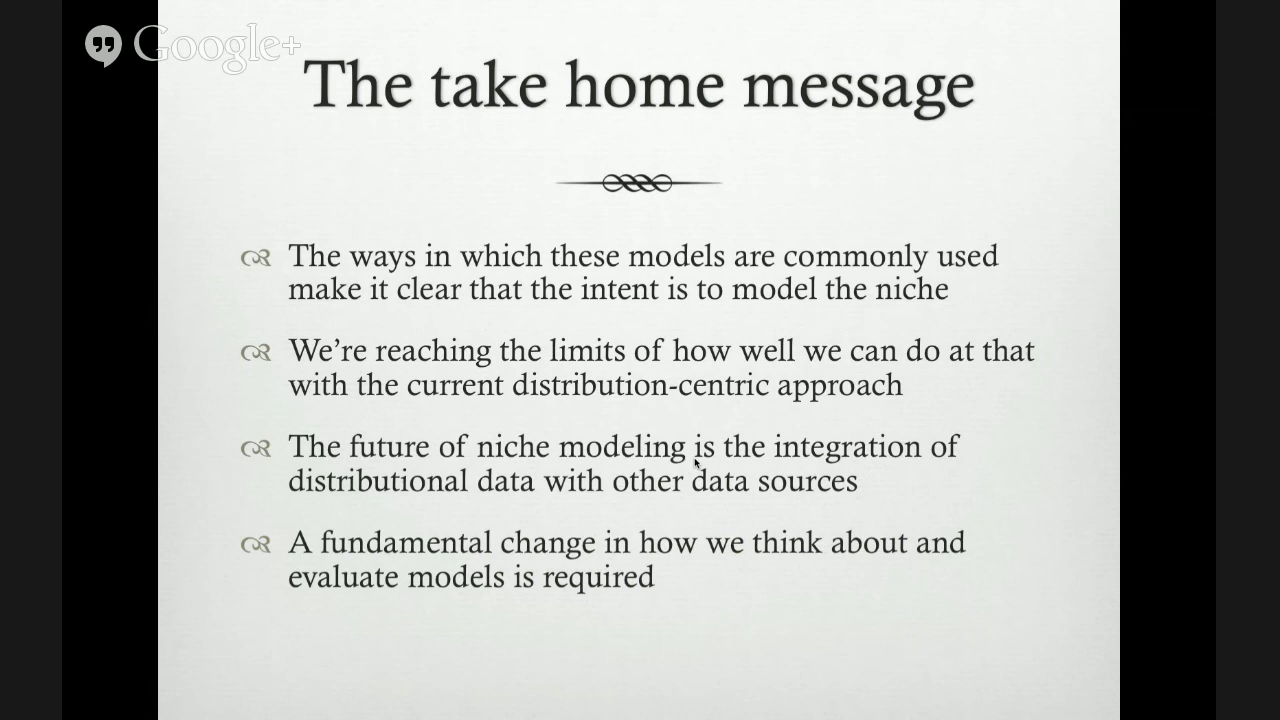 Google+
The take home message
The ways in which these models are commonly used
make it clear that the intent is to model the niche
We’re reaching the limits of how well we can do at that
with the current distribution-centric approach
The future of niche modeling is the integration of
distributional data with other data sources
A fundamental change in how we think about and
evaluate models is required